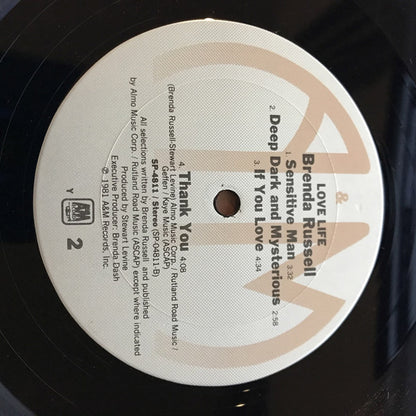 LOVE LIFE
Brenda Russell
1. Sensitive Man 3:32
2. Deep Dark and Mysterious 2:58
3. If You Love 4:34
4. Thank You 4:08
(Brenda Russell-Stewart Levine) Almo Music Corp. / Rutland Road Music /
Geffen / Kaye Music (ASCAP)
SP-4811 • Stereo (SP-04811-B)
All selections written by Brenda Russell and published
by Almo Music Corp. / Rutland Road Music (ASCAP) except where indicated
Produced by Stewart Levine
Executive Producer: Brenda Dash
℗ 1981 A&M Records, Inc.
Y
A&M
2
A&M